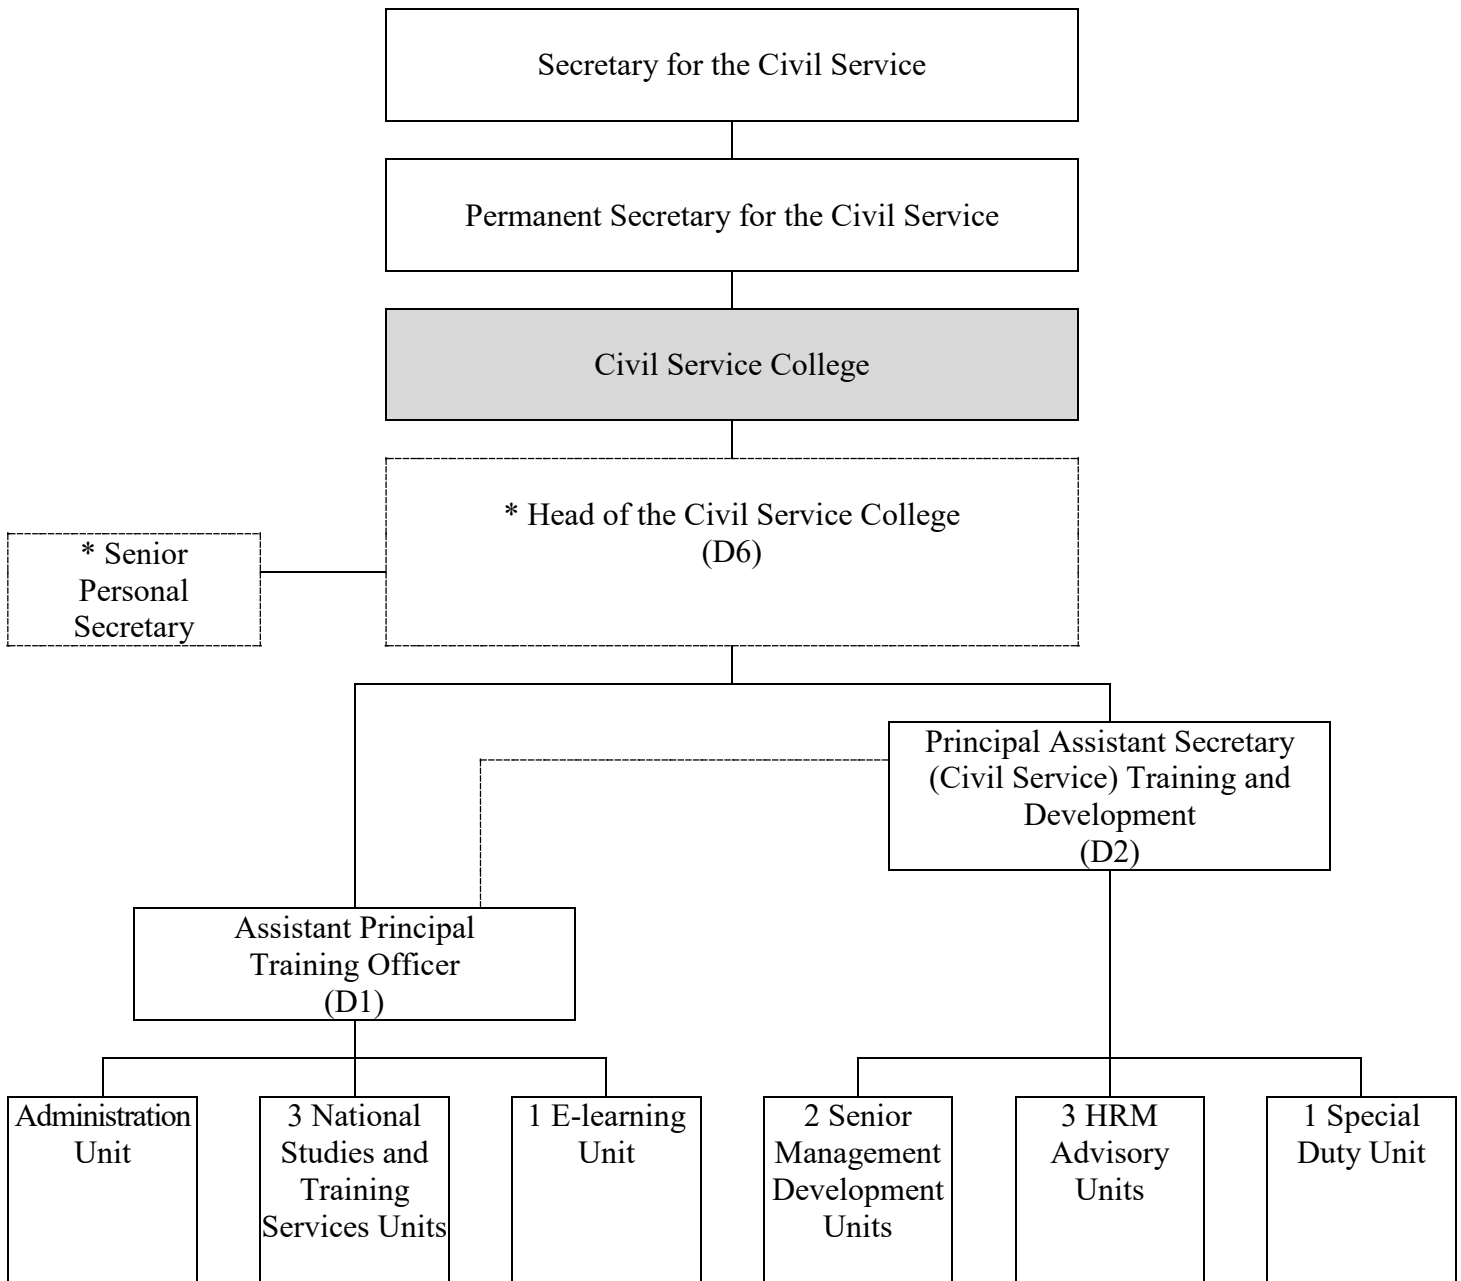 Secretary for the Civil Service
Permanent Secretary for the Civil Service
Civil Service College
* Head of the Civil Service College
(D6)
* Senior
Personal
Secretary
Principal Assistant Secretary
(Civil Service) Training and
Development
(D2)
Assistant Principal
Training Officer
(D1)
Administration
Unit
3 National
Studies and
Training
Services Units
1 E-learning
Unit
2 Senior
Management
Development
Units
3 HRM
Advisory
Units
1 Special
Duty Unit